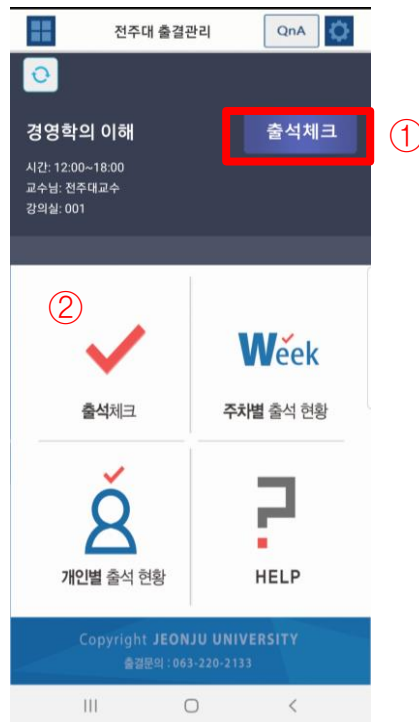 전주대 출결관리
QnA
경영학의 이해
출석체크
①
시간: 12:00~18:00
교수님: 전주대교수
강의실: 001
②
출석체크
Week
주차별 출석 현황
개인별 출석 현황
?
HELP
Copyright JEONJU UNIVERSITY
출결문의 : 063-220-2133